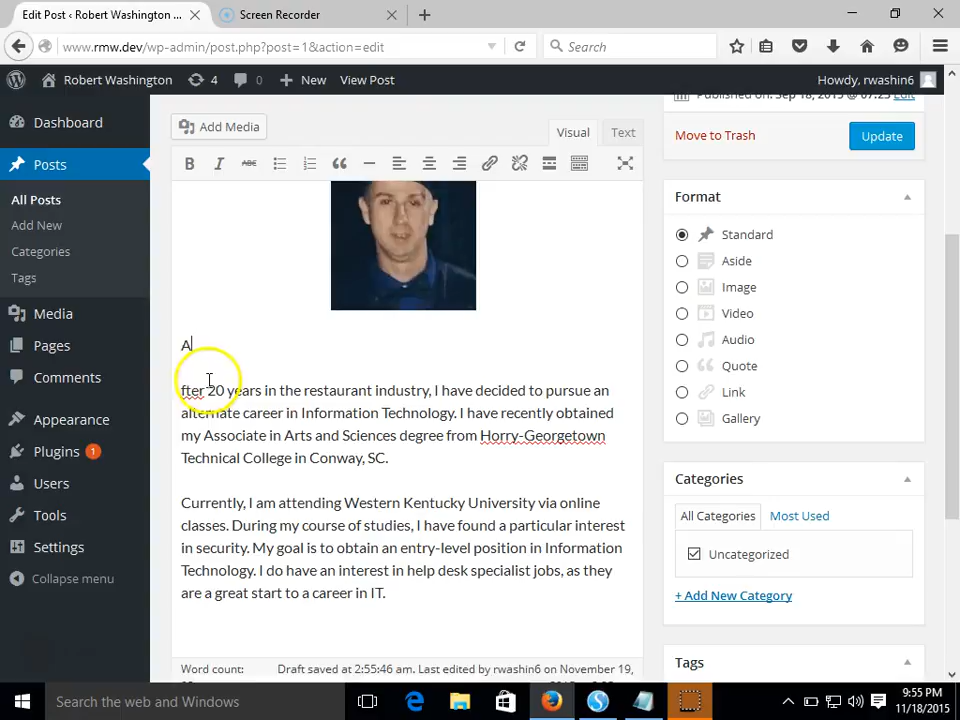 Edit Post ‹ Robert Washington ...
Screen Recorder
www.rmw.dev/wp-admin/post.php?post=1&action=edit
Search
Robert Washington
4
0
New
View Post
Howdy, rwashin6
Dashboard
Posts
All Posts
Add New
Categories
Tags
Media
Pages
Comments
Appearance
Plugins 1
Users
Tools
Settings
Collapse menu
Add Media
Visual
Text
B
I
ABC
A
fter 20 years in the restaurant industry, I have decided to pursue an
alternate career in Information Technology. I have recently obtained
my Associate in Arts and Sciences degree from Horry-Georgetown
Technical College in Conway, SC.
Currently, I am attending Western Kentucky University via online
classes. During my course of studies, I have found a particular interest
in security. My goal is to obtain an entry-level position in Information
Technology. I do have an interest in help desk specialist jobs, as they
are a great start to a career in IT.
Word count:
Draft saved at 2:55:46 am. Last edited by rwashin6 on November 19,
Published on: Sep 18, 2015 @ 07:25 Edit
Move to Trash
Update
Format
Standard
Aside
Image
Video
Audio
Quote
Link
Gallery
Categories
All Categories
Most Used
Uncategorized
+ Add New Category
Tags
Search the web and Windows
9:55 PM
11/18/2015